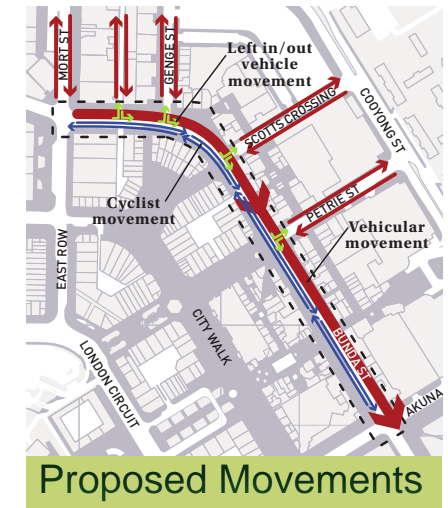 MORT ST
GENGE ST
Left in/out
vehicle
movement
COOYONG ST
SCOTTS CROSSING
Cyclist
movement
PETRIE ST
Vehicular
movement
EAST ROW
CITY WALK
BUNDA ST
LONDON CIRCUIT
AKUNA
Proposed Movements